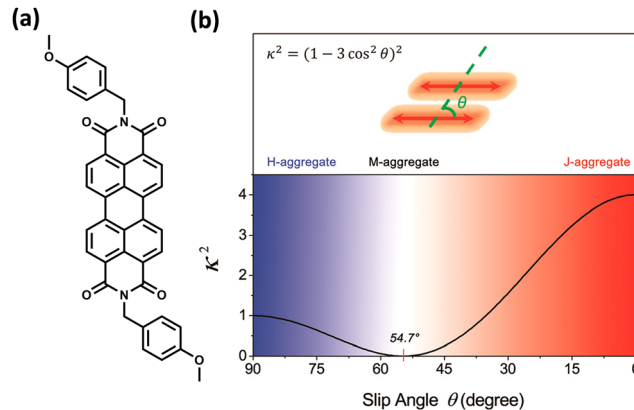 (a)
O
N
O
O
O
O
N
O
(b)
κ² = (1 − 3 cos² θ)²
θ
H-aggregate M-aggregate J-aggregate
4
3
2
1
0
κ ²
54.7°
90 75 60 45 30 15 0
Slip Angle θ (degree)